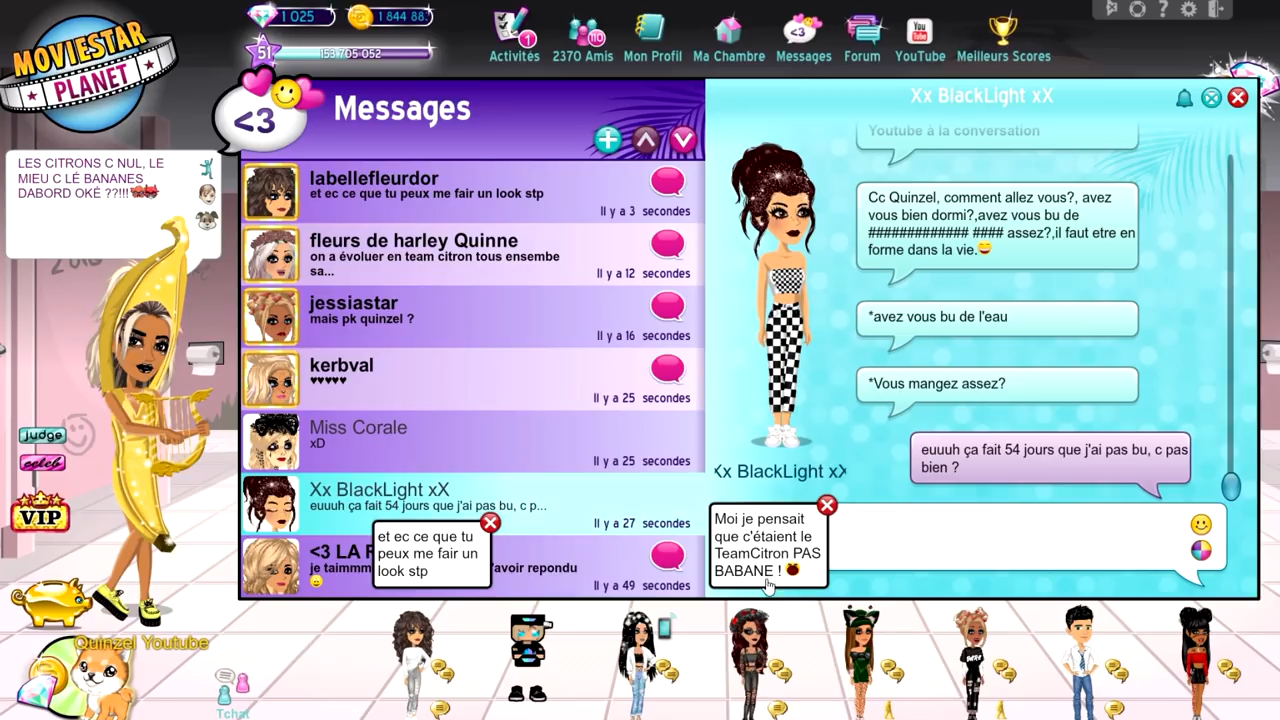 MOVIESTAR
PLANET
1 025
1 844 88
51
153.705 052
1
Activités
110
2370 Amis
Mon Profil
Ma Chambre
<3
Messages
Forum
You
Tube
YouTube
Meilleurs Scores
LES CITRONS C NUL, LE
MIEU C LÉ BANANES
DABORD OKÉ ??!!!
<3
Messages
labellefleurdor
et ec ce que tu peux me fair un look stp
Il y a 3 secondes
fleurs de harley Quinne
on a évoluer en team citron tous ensembe
sa...
Il y a 12 secondes
jessiastar
mais pk quinzel ?
Il y a 16 secondes
kerbval
♥♥♥♥♥
Il y a 25 secondes
Miss Corale
xD
Il y a 25 secondes
Xx BlackLight xX
euuuh ça fait 54 jours que j'ai pas bu, c p...
Il y a 27 secondes
<3 LA
je taimmm
'avoir repondu
Il y a 49 secondes
et ec ce que tu
peux me fair un
look stp
Xx BlackLight xX
Youtube à la conversation
Cc Quinzel, comment allez vous?, avez
vous bien dormi?,avez vous bu de
############# #### assez?,il faut etre en
forme dans la vie.
*avez vous bu de l'eau
*Vous mangez assez?
euuuh ça fait 54 jours que j'ai pas bu, c pas
bien ?
Xx BlackLight xX
Moi je pensait
que c'étaient le
TeamCitron PAS
BABANE !
judge
celeb
VIP
Quinzel Youtube
Tchat